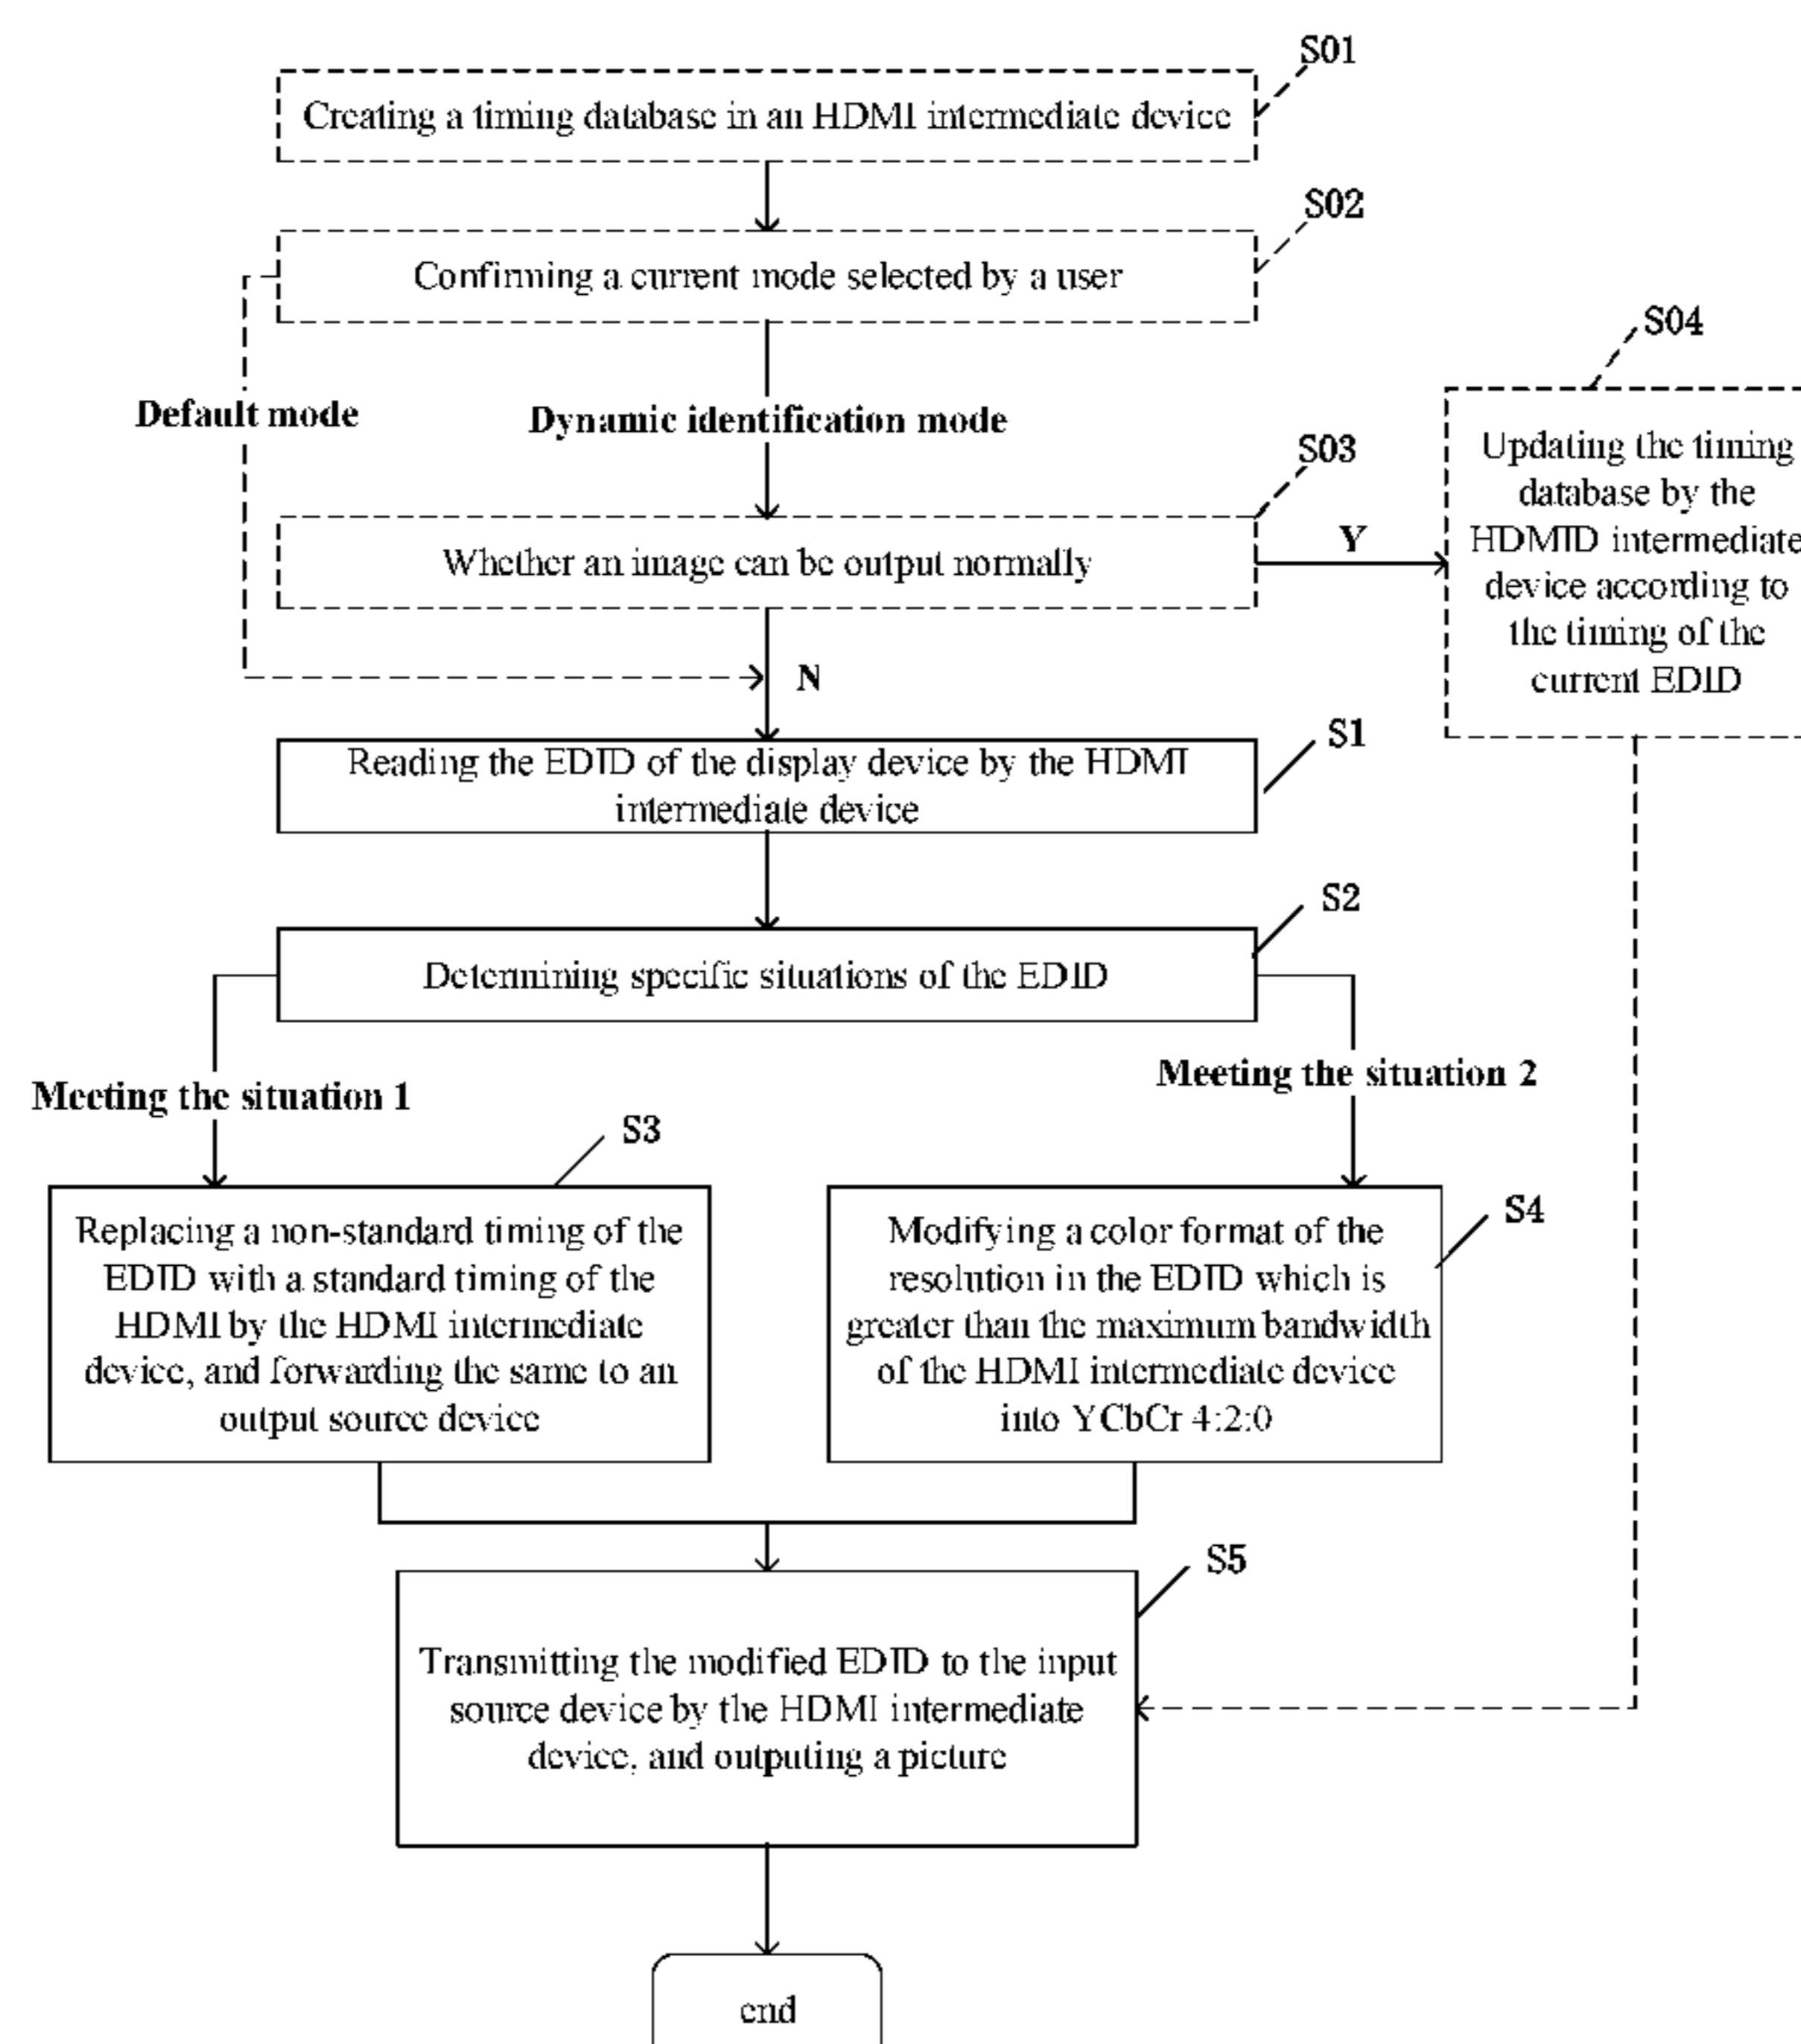 S01
Creating a timing database in an HDMI intermediate device
S02
Confirming a current mode selected by a user
S04
Default mode
Dynamic identification mode
S03
Updating the timing
database by the
HDMID intermediate
device according to
the timing of the
current EDID
Whether an image can be output normally
Y
N
S1
Reading the EDID of the display device by the HDMI
intermediate device
S2
Determining specific situations of the EDID
Meeting the situation 1
Meeting the situation 2
S3
Replacing a non-standard timing of the
EDID with a standard timing of the
HDMI by the HDMI intermediate
device, and forwarding the same to an
output source device
S4
Modifying a color format of the
resolution in the EDID which is
greater than the maximum bandwidth
of the HDMI intermediate device
into YCbCr 4:2:0
S5
Transmitting the modified EDID to the input
source device by the HDMI intermediate
device, and outputing a picture
end